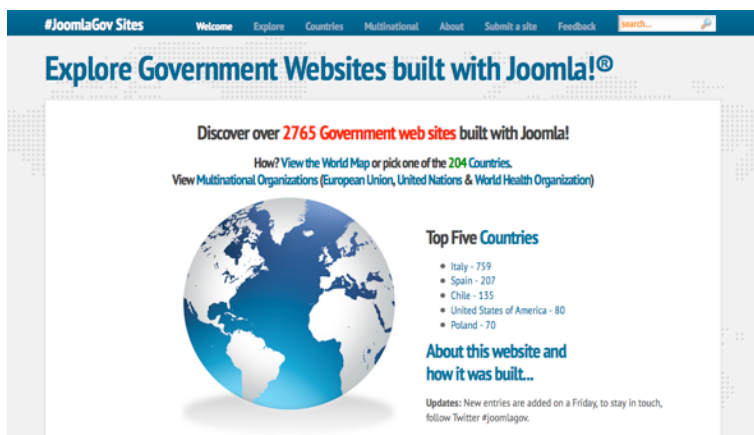 #JoomlaGov Sites
Welcome Explore Countries Multinational About Submit a site Feedback search...
Explore Government Websites built with Joomla!®
Discover over 2765 Government web sites built with Joomla!
How? View the World Map or pick one of the 204 Countries.
View Multinational Organizations (European Union, United Nations & World Health Organization)
Top Five Countries
Italy - 759
Spain - 207
Chile - 135
United States of America - 80
Poland - 70
About this website and
how it was built...
Updates: New entries are added on a Friday, to stay in touch,
follow Twitter #joomlagov.